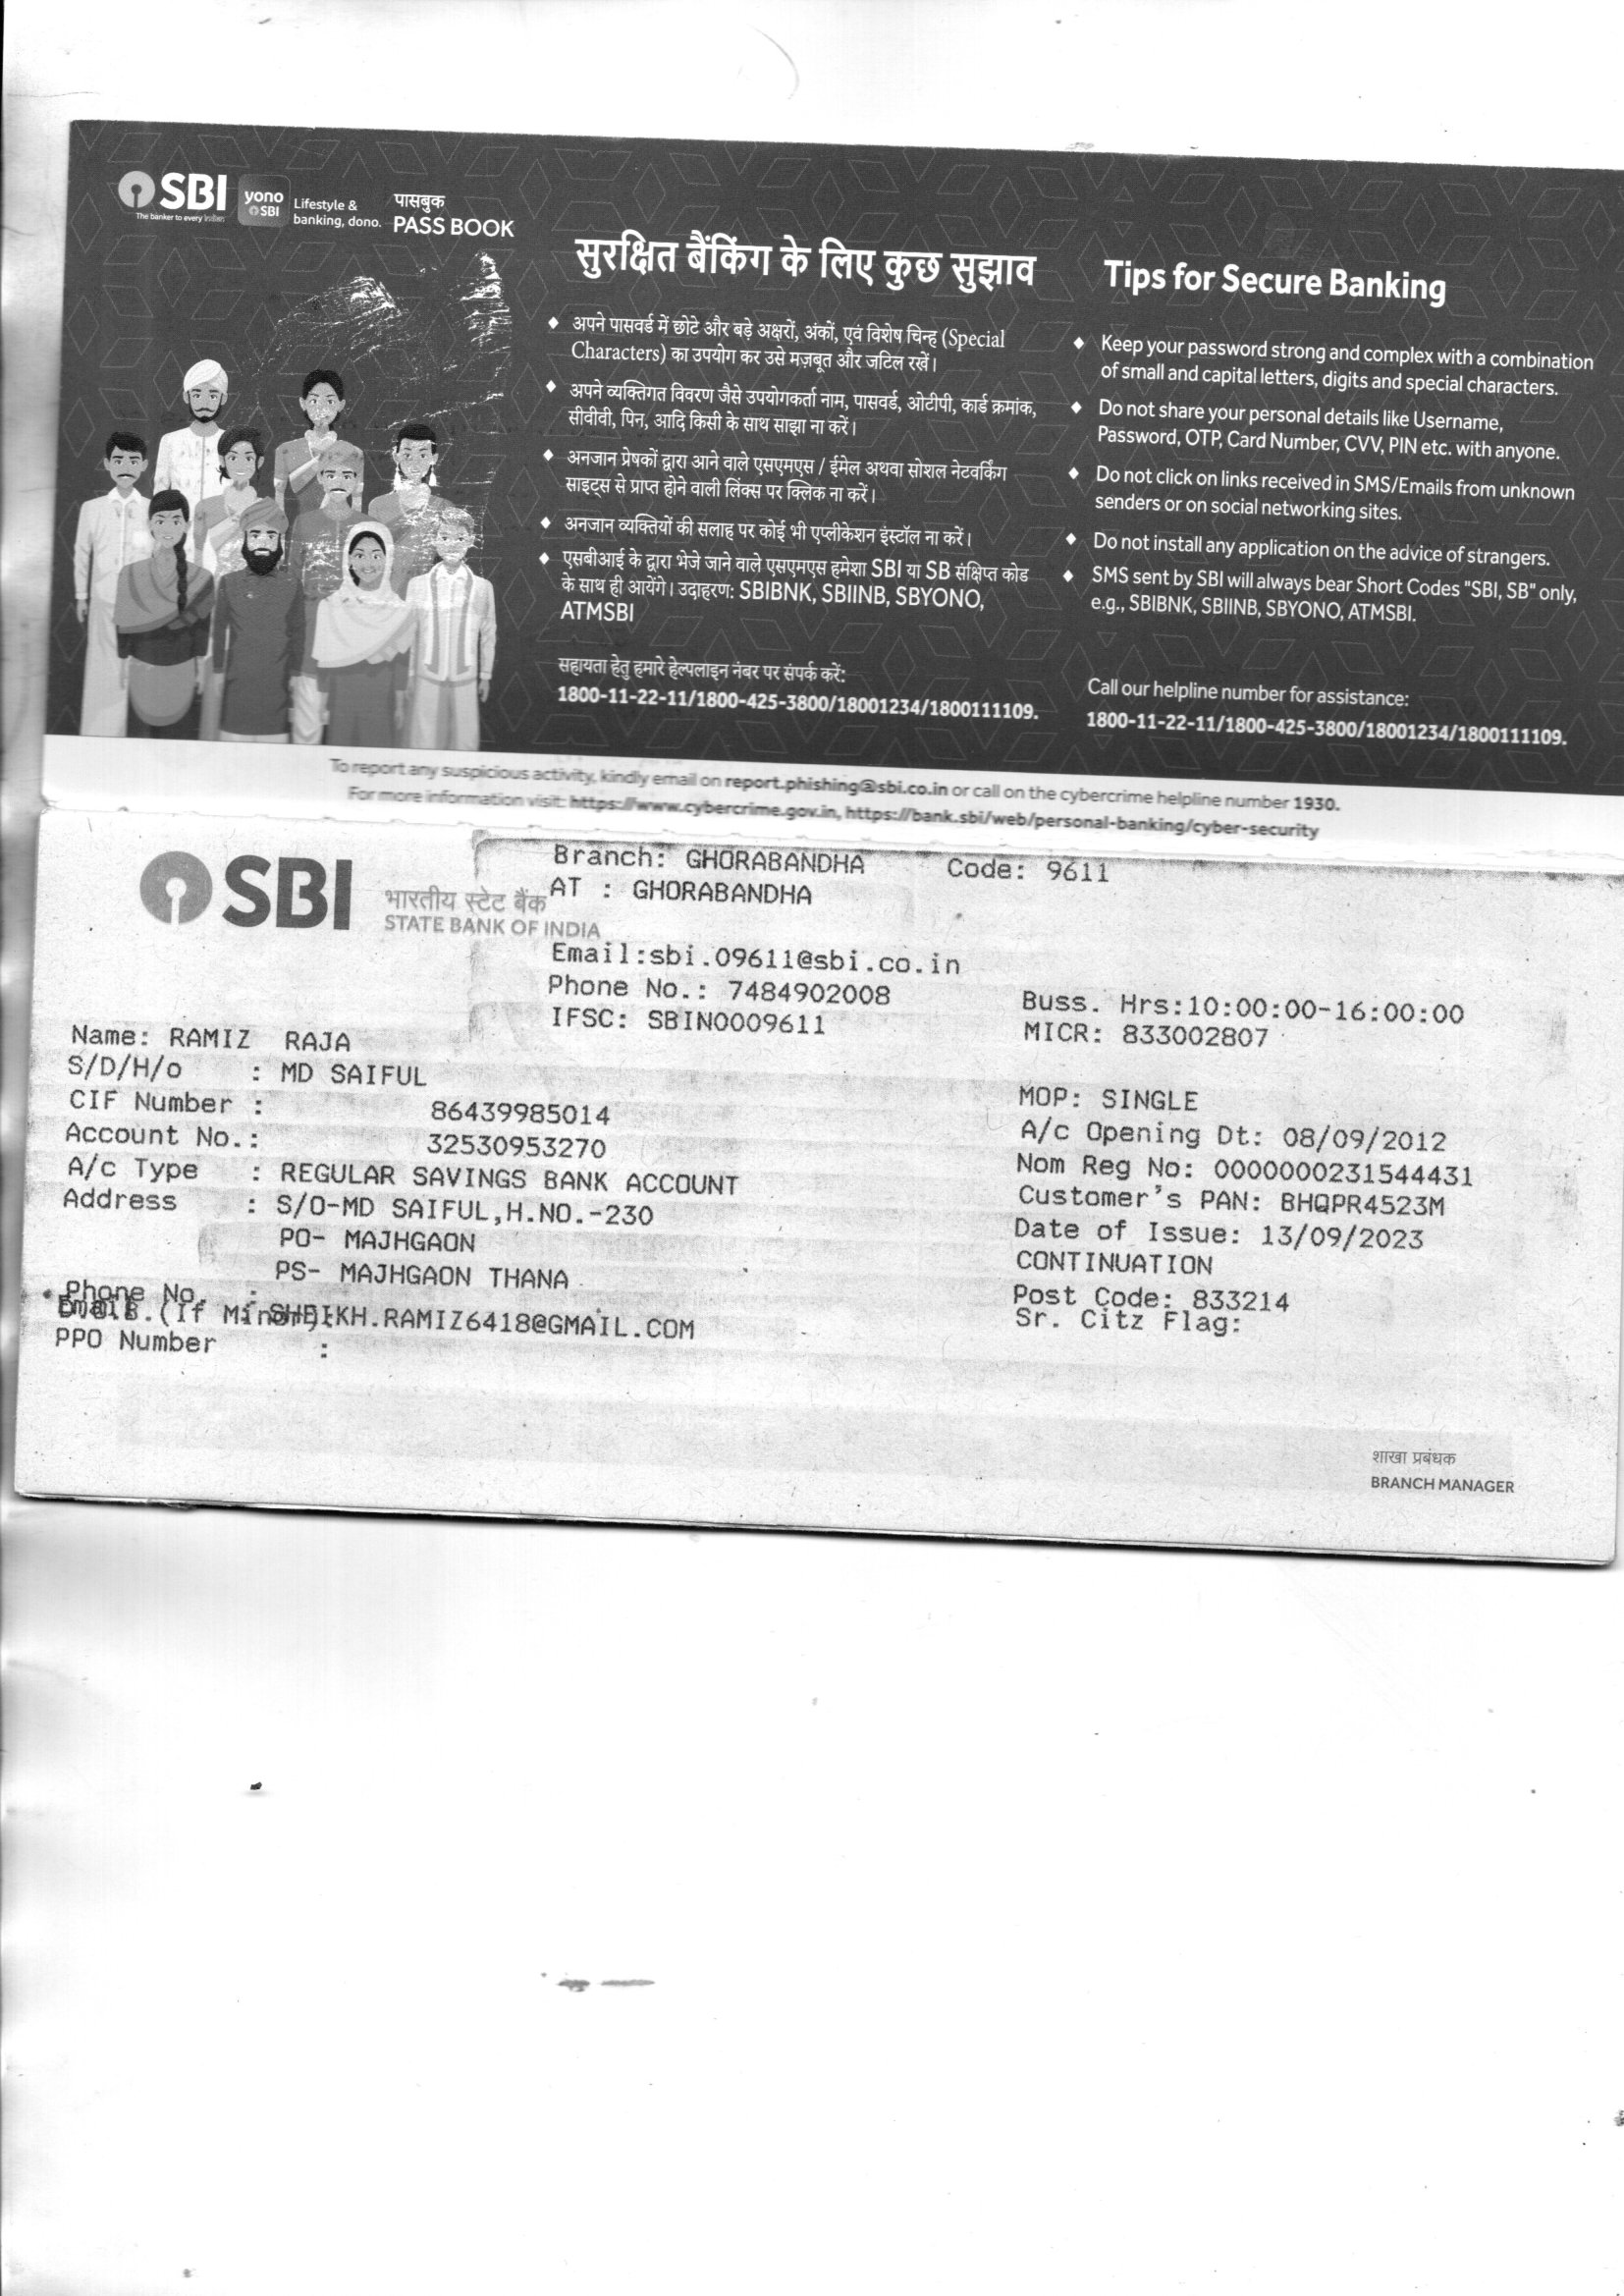 SBI
The banker to every Indian
yono
SBI
Lifestyle &
banking, dono.
पासबुक
PASS BOOK
सुरक्षित बैंकिंग के लिए कुछ सुझाव
अपने पासवर्ड में छोटे और बड़े अक्षरों, अंकों, एवं विशेष चिन्ह (Special
Characters) का उपयोग कर उसे मज़बूत और जटिल रखें।
अपने व्यक्तिगत विवरण जैसे उपयोगकर्ता नाम, पासवर्ड, ओटीपी, कार्ड क्रमांक,
सीवीवी, पिन, आदि किसी के साथ साझा ना करें।
अनजान प्रेषकों द्वारा आने वाले एसएमएस / ईमेल अथवा सोशल नेटवर्किंग
साइट्स से प्राप्त होने वाली लिंक्स पर क्लिक ना करें।
अनजान व्यक्तियों की सलाह पर कोई भी एप्लीकेशन इंस्टॉल ना करें।
एसबीआई के द्वारा भेजे जाने वाले एसएमएस हमेशा SBI या SB संक्षिप्त कोड
के साथ ही आयेंगे। उदाहरण: SBIBNK, SBIINB, SBYONO,
ATMSBI
सहायता हेतु हमारे हेल्पलाइन नंबर पर संपर्क करें:
1800-11-22-11/1800-425-3800/18001234/1800111109.
Tips for Secure Banking
Keep your password strong and complex with a combination
of small and capital letters, digits and special characters.
Do not share your personal details like Username,
Password, OTP, Card Number, CVV, PIN etc. with anyone.
Do not click on links received in SMS/Emails from unknown
senders or on social networking sites.
Do not install any application on the advice of strangers.
SMS sent by SBI will always bear Short Codes "SBI, SB" only,
e.g., SBIBNK, SBIINB, SBYONO, ATMSBI.
Call our helpline number for assistance:
1800-11-22-11/1800-425-3800/18001234/1800111109.
To report any suspicious activity, kindly email on report.phishing@sbi.co.in or call on the cybercrime helpline number 1930.
For more information visit: https://www.cybercrime.gov.in, https://bank.sbi/web/personal-banking/cyber-security
SBI
भारतीय स्टेट बैंक
STATE BANK OF INDIA
Branch: GHORABANDHA Code: 9611
AT : GHORABANDHA
Email:sbi.09611@sbi.co.in
Phone No.: 7484902008 Buss. Hrs:10:00:00-16:00:00
IFSC: SBIN0009611 MICR: 833002807
Name: RAMIZ RAJA
S/D/H/o : MD SAIFUL
CIF Number : 86439985014 MOP: SINGLE
Account No.: 32530953270 A/c Opening Dt: 08/09/2012
A/c Type : REGULAR SAVINGS BANK ACCOUNT Nom Reg No: 0000000231544431
Address : S/O-MD SAIFUL,H.NO.-230 Customer's PAN: BHQPR4523M
PO- MAJHGAON Date of Issue: 13/09/2023
PS- MAJHGAON THANA CONTINUATION
Phone No. : Post Code: 833214
(If Minor): SHEIKH.RAMIZ6418@GMAIL.COM Sr. Citz Flag:
PPO Number :
शाखा प्रबंधक
BRANCH MANAGER